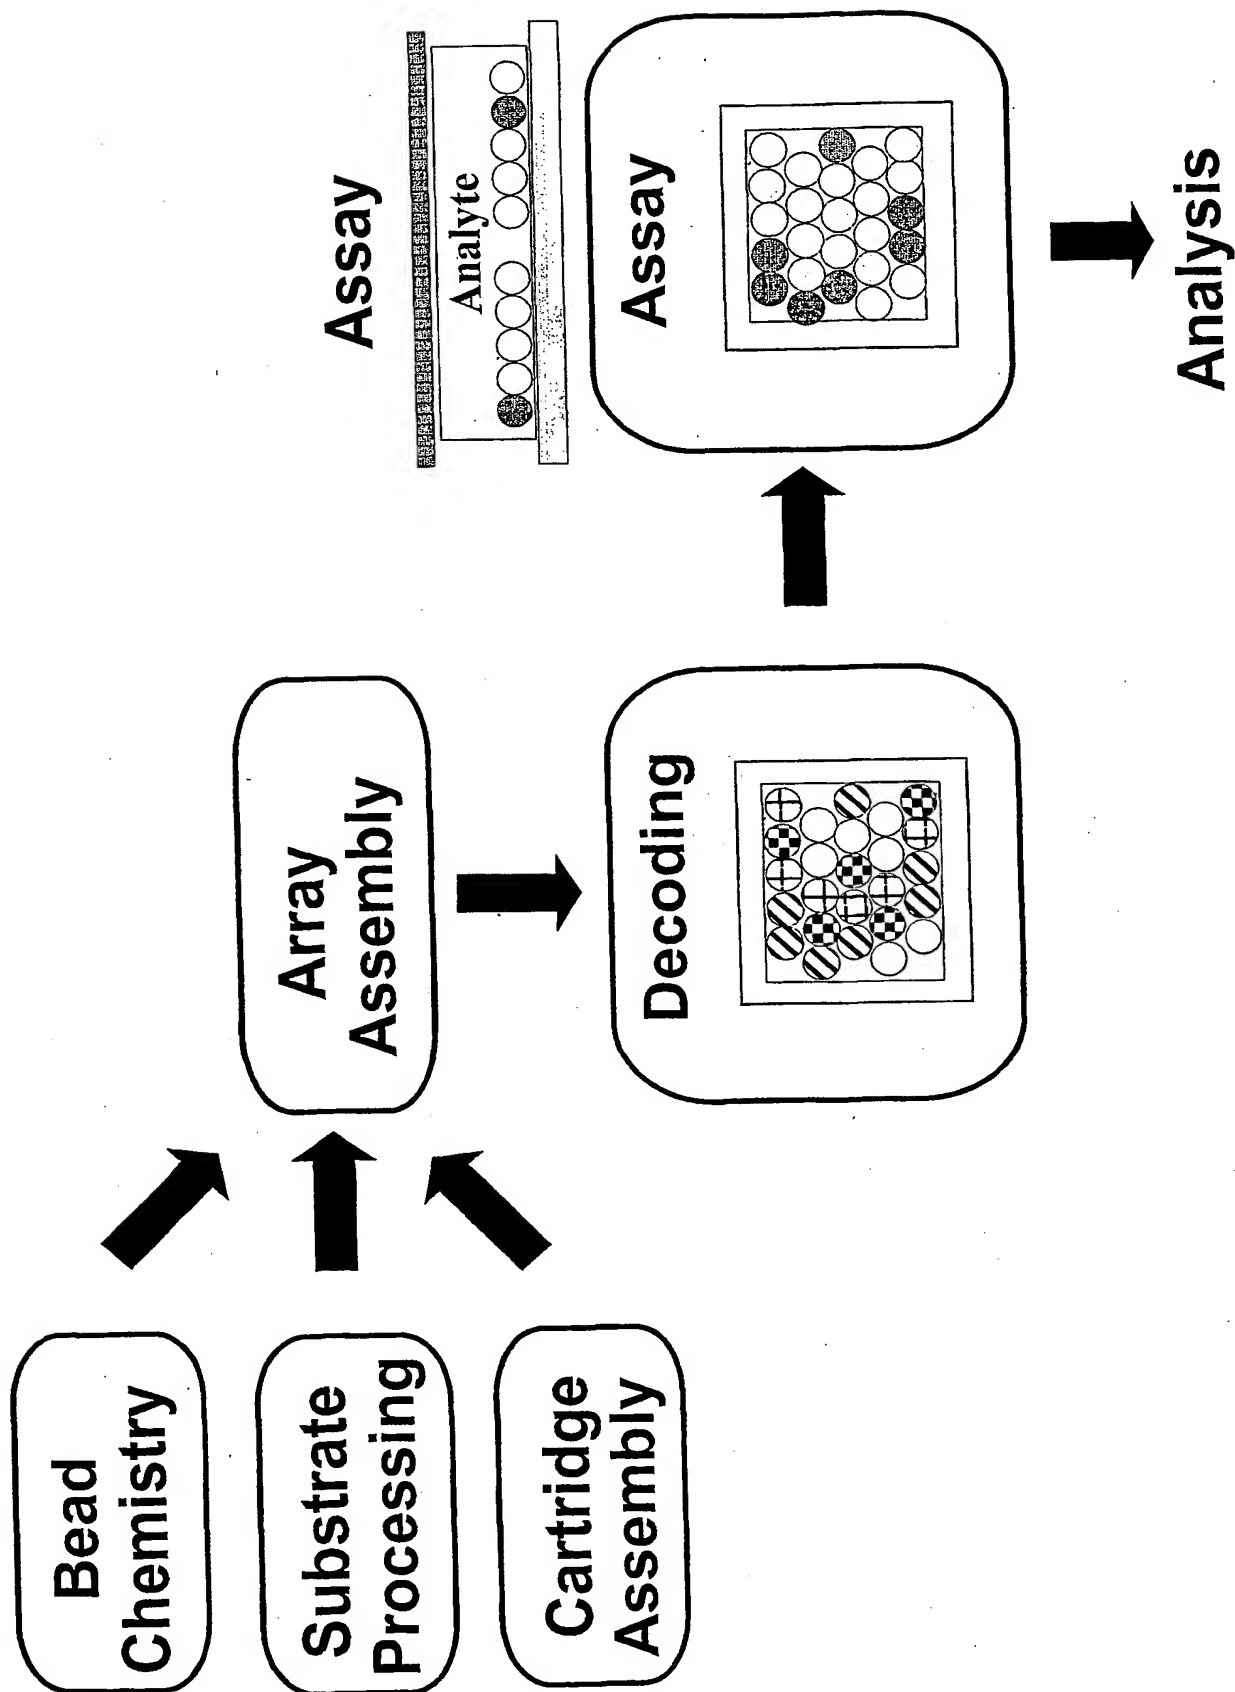 Bead
Chemistry
Substrate
Processing
Cartridge
Assembly
Array
Assembly
Decoding
Assay
Analyte
Assay
Analysis